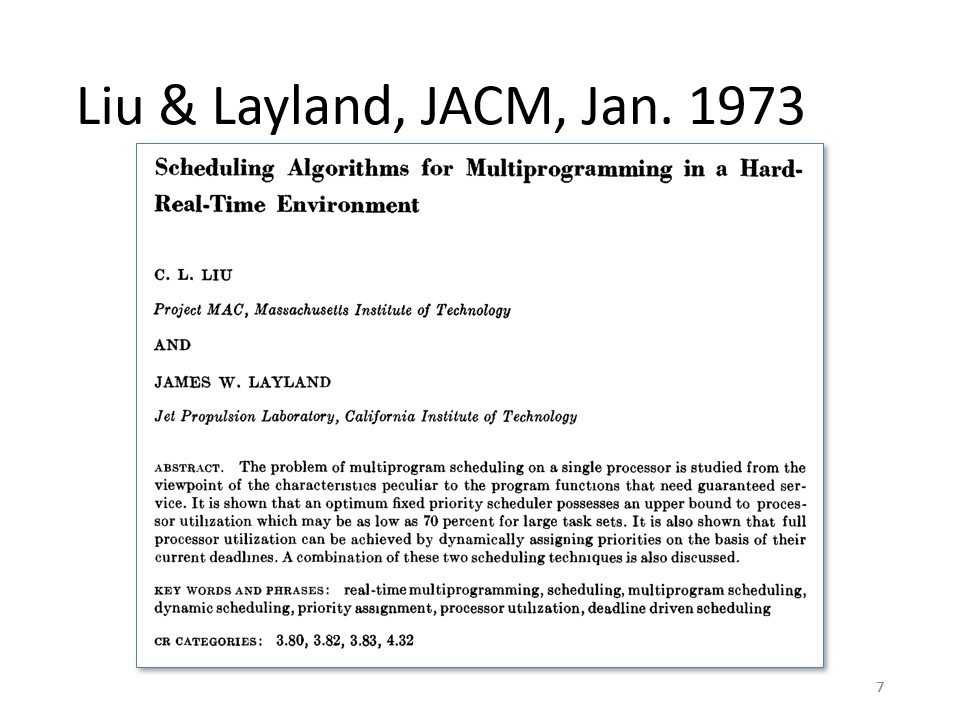 Liu & Layland, JACM, Jan. 1973
Scheduling Algorithms for Multiprogramming in a Hard-
Real-Time Environment
C. L. LIU
Project MAC, Massachusetts Institute of Technology
AND
JAMES W. LAYLAND
Jet Propulsion Laboratory, California Institute of Technology
ABSTRACT. The problem of multiprogram scheduling on a single processor is studied from the
viewpoint of the characteristics peculiar to the program functions that need guaranteed ser-
vice. It is shown that an optimum fixed priority scheduler possesses an upper bound to proces-
sor utilization which may be as low as 70 percent for large task sets. It is also shown that full
processor utilization can be achieved by dynamically assigning priorities on the basis of their
current deadlines. A combination of these two scheduling techniques is also discussed.
KEY WORDS AND PHRASES: real-time multiprogramming, scheduling, multiprogram scheduling,
dynamic scheduling, priority assignment, processor utilization, deadline driven scheduling
CR CATEGORIES: 3.80, 3.82, 3.83, 4.32
7